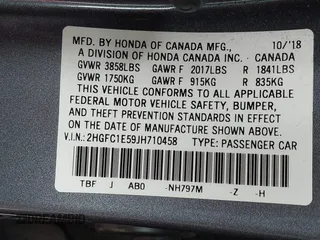 MFD. BY HONDA OF CANADA MFG., 10/'18
A DIVISION OF HONDA CANADA INC. - CANADA
GVWR 3858LBS GAWR F 2017LBS R 1841LBS
GVWR 1750KG GAWR F 915KG R 835KG
THIS VEHICLE CONFORMS TO ALL APPLICABLE
FEDERAL MOTOR VEHICLE SAFETY, BUMPER,
AND THEFT PREVENTION STANDARDS IN
EFFECT ON THE DATE OF MANUFACTURE
SHOWN ABOVE.
V.I.N.: 2HGFC1E59JH710458 TYPE: PASSENGER CAR
TBF J AB0 -NH797M -Z -H